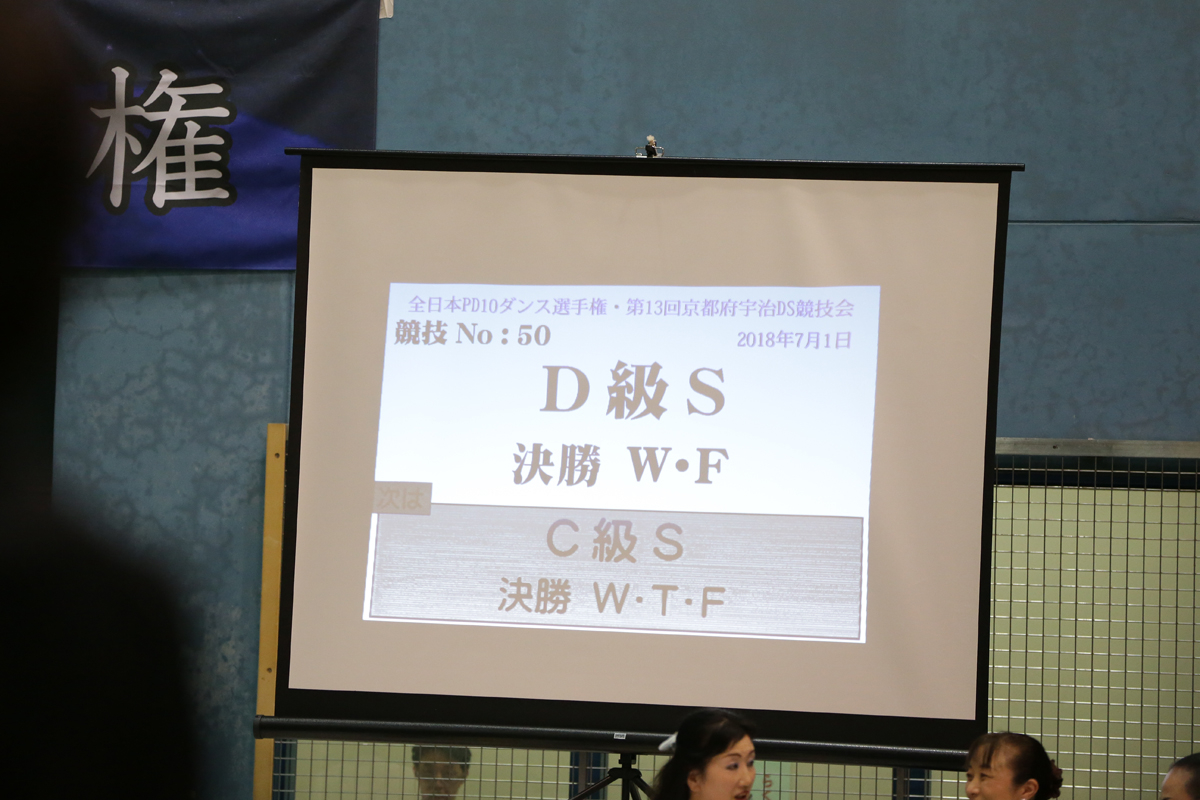 権
全日本PD10ダンス選手権・第13回京都府宇治DS競技会
競技 No : 50
2018年7月1日
D級S
決勝 W・F
次は
C級S
決勝 W・T・F